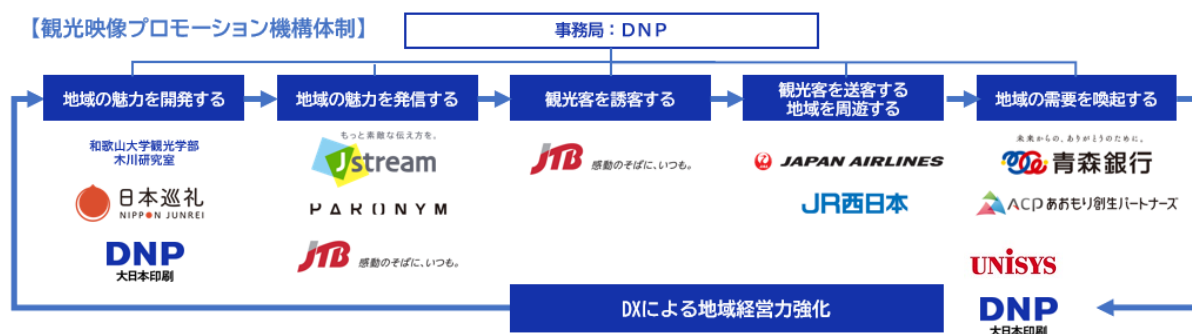 【観光映像プロモーション機構体制】
事務局：DNP
地域の魅力を開発する
地域の魅力を発信する
観光客を誘客する
観光客を送客する
地域を周遊する
地域の需要を喚起する
和歌山大学観光学部
木川研究室
日本巡礼
NIPPON JUNREI
DNP
大日本印刷
もっと素敵な伝え方を。
Jstream
PARONYM
JTB 感動のそばに、いつも。
JTB 感動のそばに、いつも。
JAPAN AIRLINES
JR西日本
未来からの、ありがとうのために。
青森銀行
ACP あおもり創生パートナーズ
UNISYS
DNP
大日本印刷
DXによる地域経営力強化